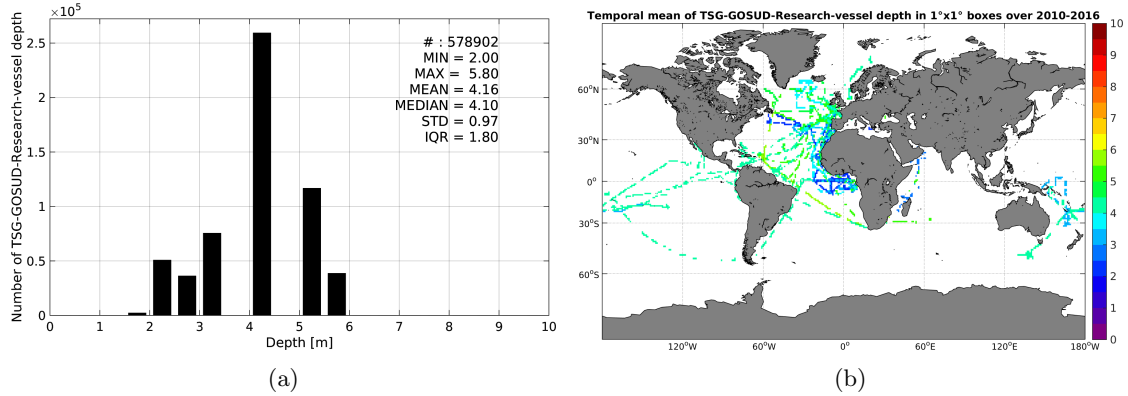 ×10⁵
Number of TSG-GOSUD-Research-vessel depth
2.5
2
1.5
1
0.5
0
# : 578902
MIN = 2.00
MAX = 5.80
MEAN = 4.16
MEDIAN = 4.10
STD = 0.97
IQR = 1.80
0 1 2 3 4 5 6 7 8 9 10
Depth [m]
(a)
Temporal mean of TSG-GOSUD-Research-vessel depth in 1°x1° boxes over 2010-2016
60°N
30°N
0°
30°S
60°S
120°W 60°W 0° 60°E 120°E 180°W
10
9
8
7
6
5
4
3
2
1
0
(b)